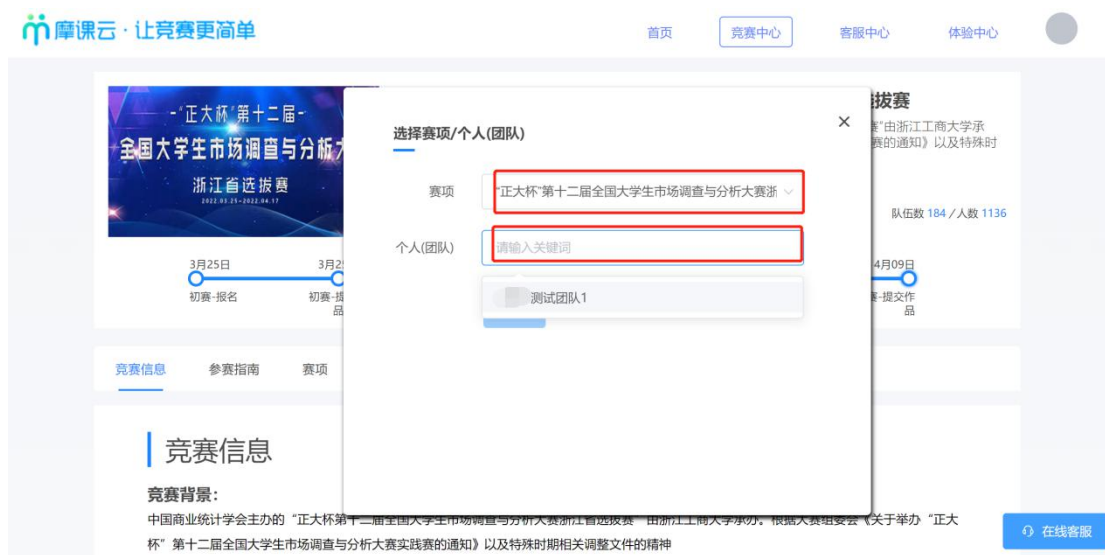 摩课云·让竞赛更简单
首页 竞赛中心 客服中心 体验中心
-“正大杯”第十二届-
全国大学生市场调查与分析大
浙江省选拔赛
2022.03.25-2022.04.17
选拔赛
赛”由浙江工商大学承
赛的通知》以及特殊时
队伍数 184 / 人数 1136
选择赛项/个人(团队)
赛项 “正大杯”第十二届全国大学生市场调查与分析大赛浙
个人(团队) 请输入关键词
测试团队1
3月25日 3月2 4月09日
初赛-报名 初赛-提 赛-提交作
品 品
竞赛信息 参赛指南 赛项
竞赛信息
竞赛背景：
中国商业统计学会主办的“正大杯第十二届全国大学生市场调查与分析大赛浙江省选拔赛”由浙江工商大学承办。根据大赛组委会《关于举办“正大
杯”第十二届全国大学生市场调查与分析大赛实践赛的通知》以及特殊时期相关调整文件的精神
在线客服